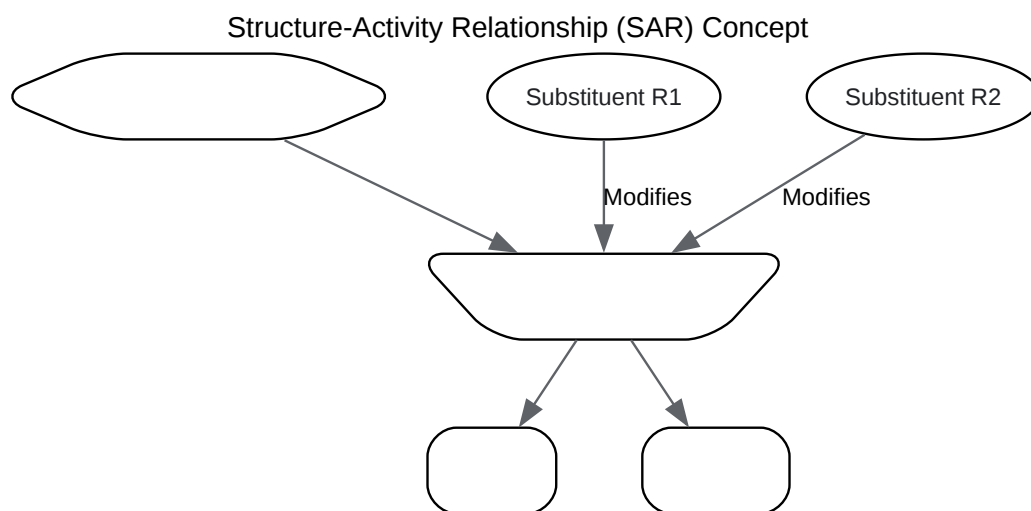 Structure-Activity Relationship (SAR) Concept
Substituent R1
Substituent R2
Modifies
Modifies